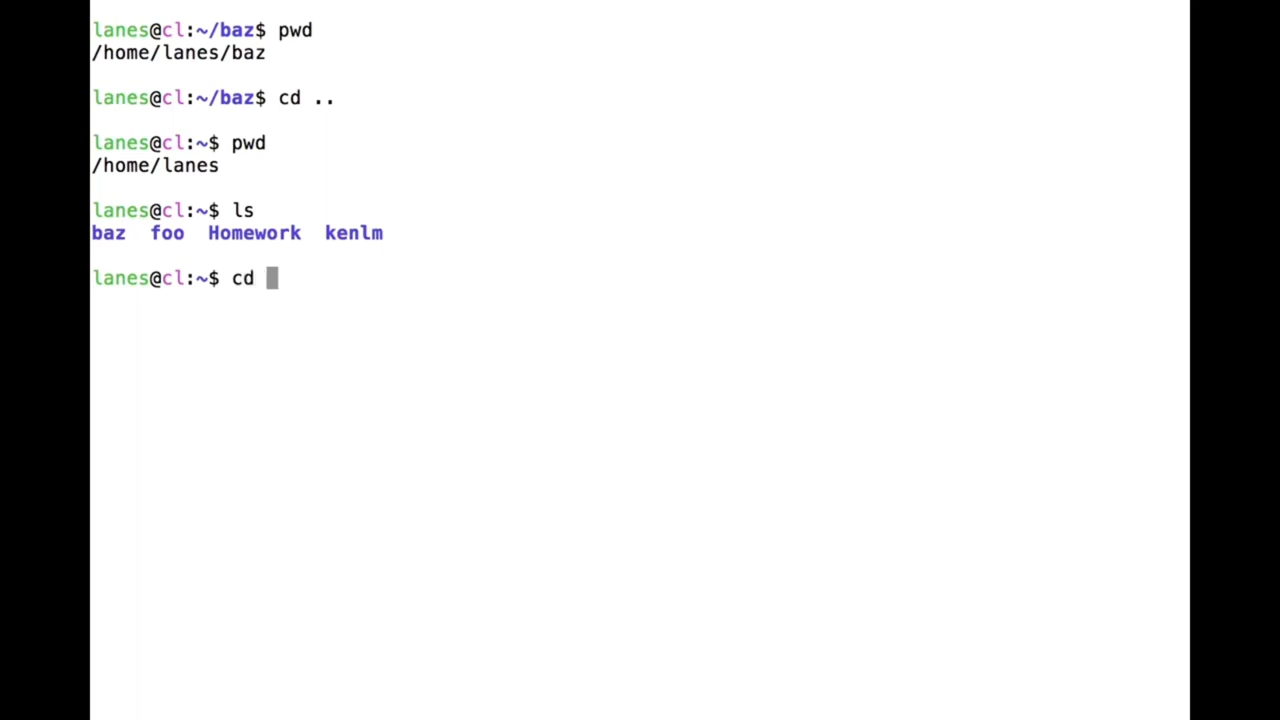 lanes@cl:~/baz$ pwd
/home/lanes/baz
lanes@cl:~/baz$ cd ..
lanes@cl:~$ pwd
/home/lanes
lanes@cl:~$ ls
baz  foo  Homework  kenlm
lanes@cl:~$ cd